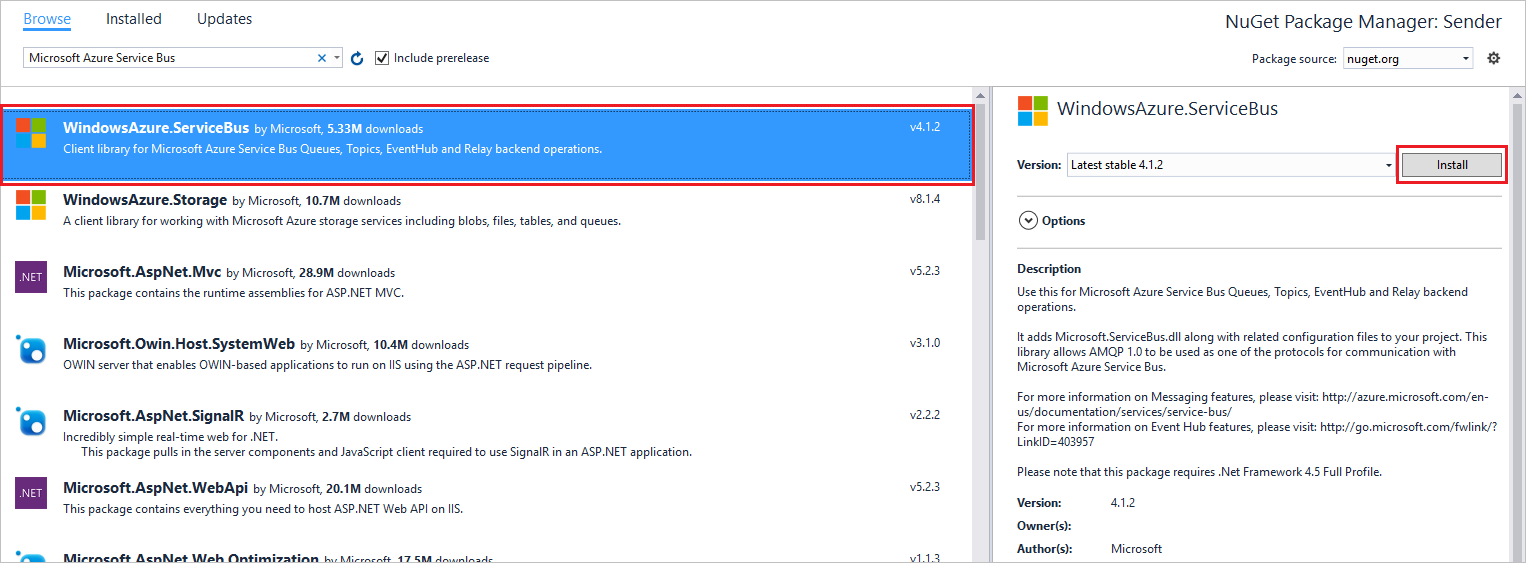 Browse Installed Updates
NuGet Package Manager: Sender
Microsoft Azure Service Bus
Include prerelease
Package source: nuget.org
WindowsAzure.ServiceBus by Microsoft, 5.33M downloads v4.1.2
Client library for Microsoft Azure Service Bus Queues, Topics, EventHub and Relay backend operations.
WindowsAzure.Storage by Microsoft, 10.7M downloads v8.1.4
A client library for working with Microsoft Azure storage services including blobs, files, tables, and queues.
.NET
Microsoft.AspNet.Mvc by Microsoft, 28.9M downloads v5.2.3
This package contains the runtime assemblies for ASP.NET MVC.
Microsoft.Owin.Host.SystemWeb by Microsoft, 10.4M downloads v3.1.0
OWIN server that enables OWIN-based applications to run on IIS using the ASP.NET request pipeline.
Microsoft.AspNet.SignalR by Microsoft, 2.7M downloads v2.2.2
Incredibly simple real-time web for .NET.
This package pulls in the server components and JavaScript client required to use SignalR in an ASP.NET application.
.NET
Microsoft.AspNet.WebApi by Microsoft, 20.1M downloads v5.2.3
This package contains everything you need to host ASP.NET Web API on IIS.
Microsoft.AspNet.Web.Optimization by Microsoft, 17.5M downloads v1.1.3
WindowsAzure.ServiceBus
Version: Latest stable 4.1.2 Install
Options
Description
Use this for Microsoft Azure Service Bus Queues, Topics, EventHub and Relay backend
operations.
It adds Microsoft.ServiceBus.dll along with related configuration files to your project. This
library allows AMQP 1.0 to be used as one of the protocols for communication with
Microsoft Azure Service Bus.
For more information on Messaging features, please visit: http://azure.microsoft.com/en-
us/documentation/services/service-bus/
For more information on Event Hub features, please visit: http://go.microsoft.com/fwlink/?
LinkID=403957
Please note that this package requires .Net Framework 4.5 Full Profile.
Version: 4.1.2
Owner(s):
Author(s): Microsoft